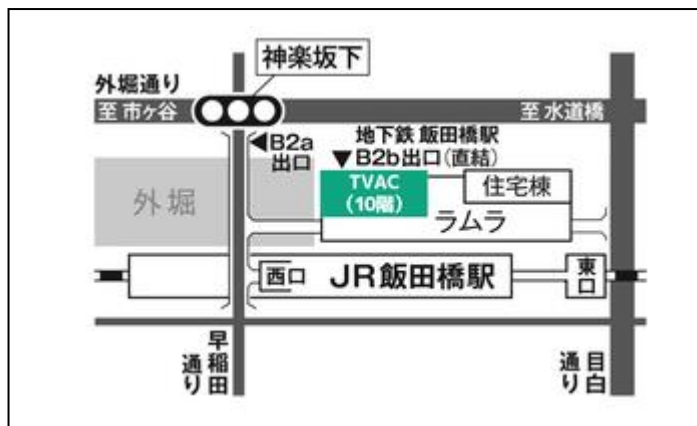 神楽坂下
外堀通り
至 市ヶ谷
至 水道橋
◀B2a
出口
地下鉄 飯田橋駅
▼B2b出口(直結)
TVAC
(10階)
住宅棟
外堀
ラムラ
西口
JR飯田橋駅
東口
早稲田通り
目白通り